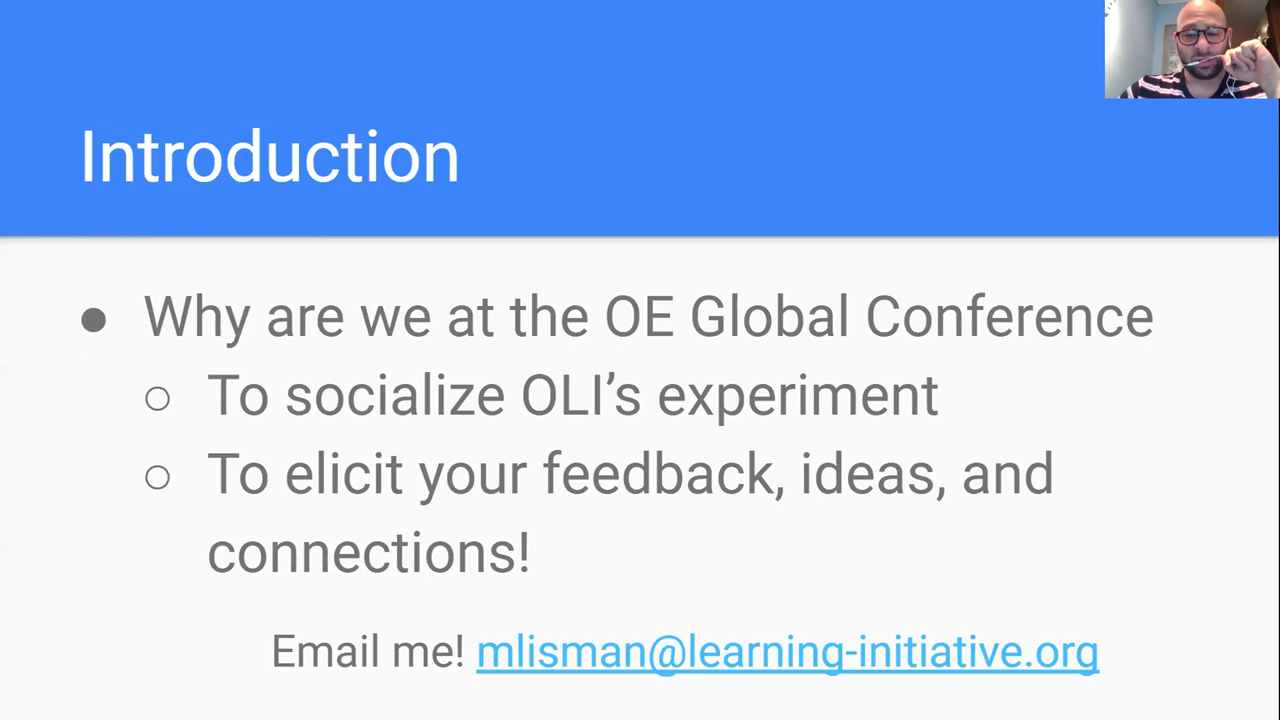 Introduction
● Why are we at the OE Global Conference
○ To socialize OLI’s experiment
○ To elicit your feedback, ideas, and
connections!
Email me! mlisman@learning-initiative.org